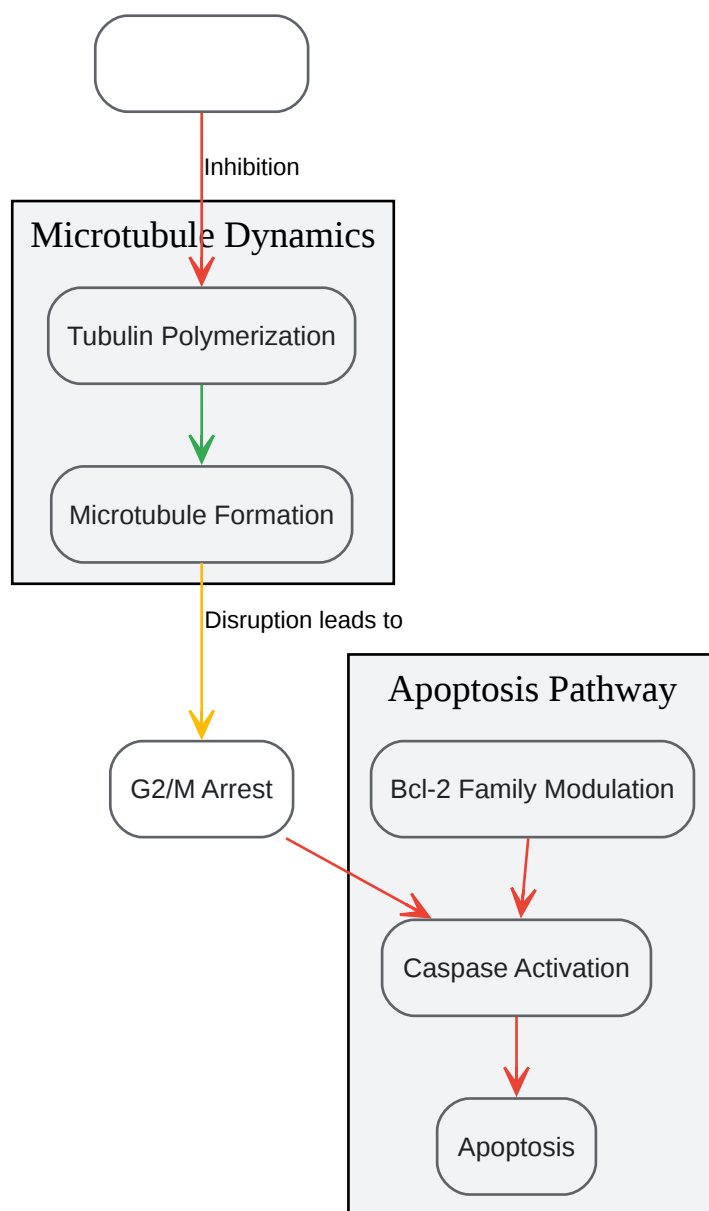 Inhibition
Microtubule Dynamics
Tubulin Polymerization
Microtubule Formation
Disruption leads to
Apoptosis Pathway
G2/M Arrest
Bcl-2 Family Modulation
Caspase Activation
Apoptosis